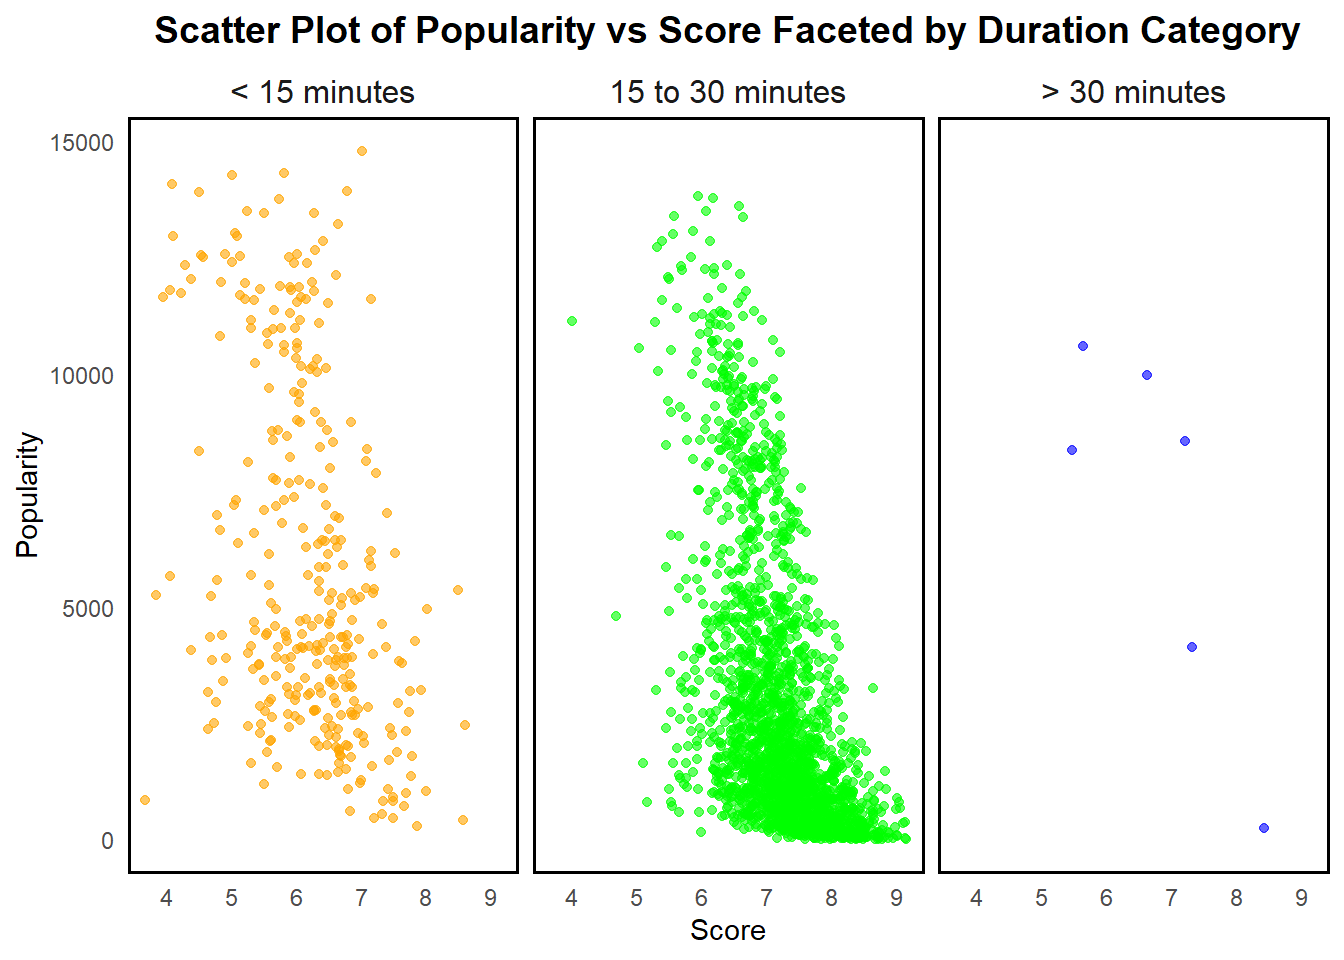 Scatter Plot of Popularity vs Score Faceted by Duration Category
< 15 minutes
15 to 30 minutes
> 30 minutes
Popularity
15000
10000
5000
0
4 5 6 7 8 9
4 5 6 7 8 9
4 5 6 7 8 9
Score